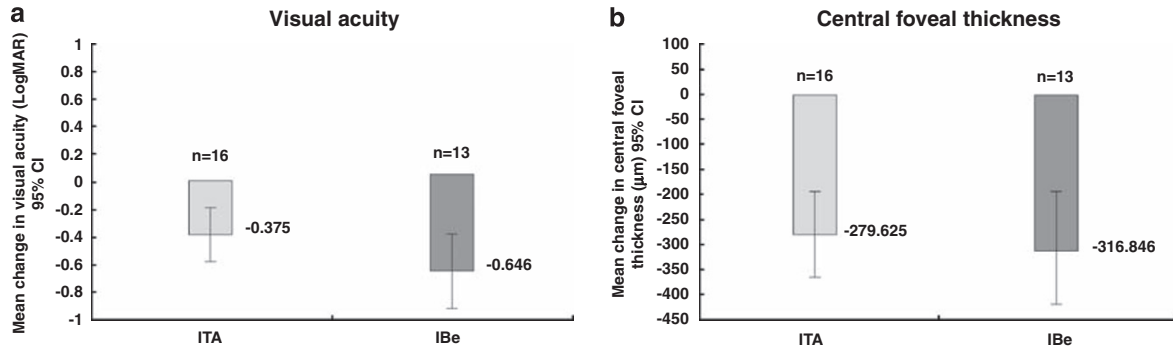 a
Visual acuity
Mean change in visual acuity (LogMAR)
95% CI
1
0.8
0.6
0.4
0.2
0
-0.2
-0.4
-0.6
-0.8
-1
n=16
n=13
-0.375
-0.646
ITA
IBe
b
Central foveal thickness
Mean change in central foveal
thickness (μm) 95% CI
100
50
0
-50
-100
-150
-200
-250
-300
-350
-400
-450
n=16
n=13
-279.625
-316.846
ITA
IBe